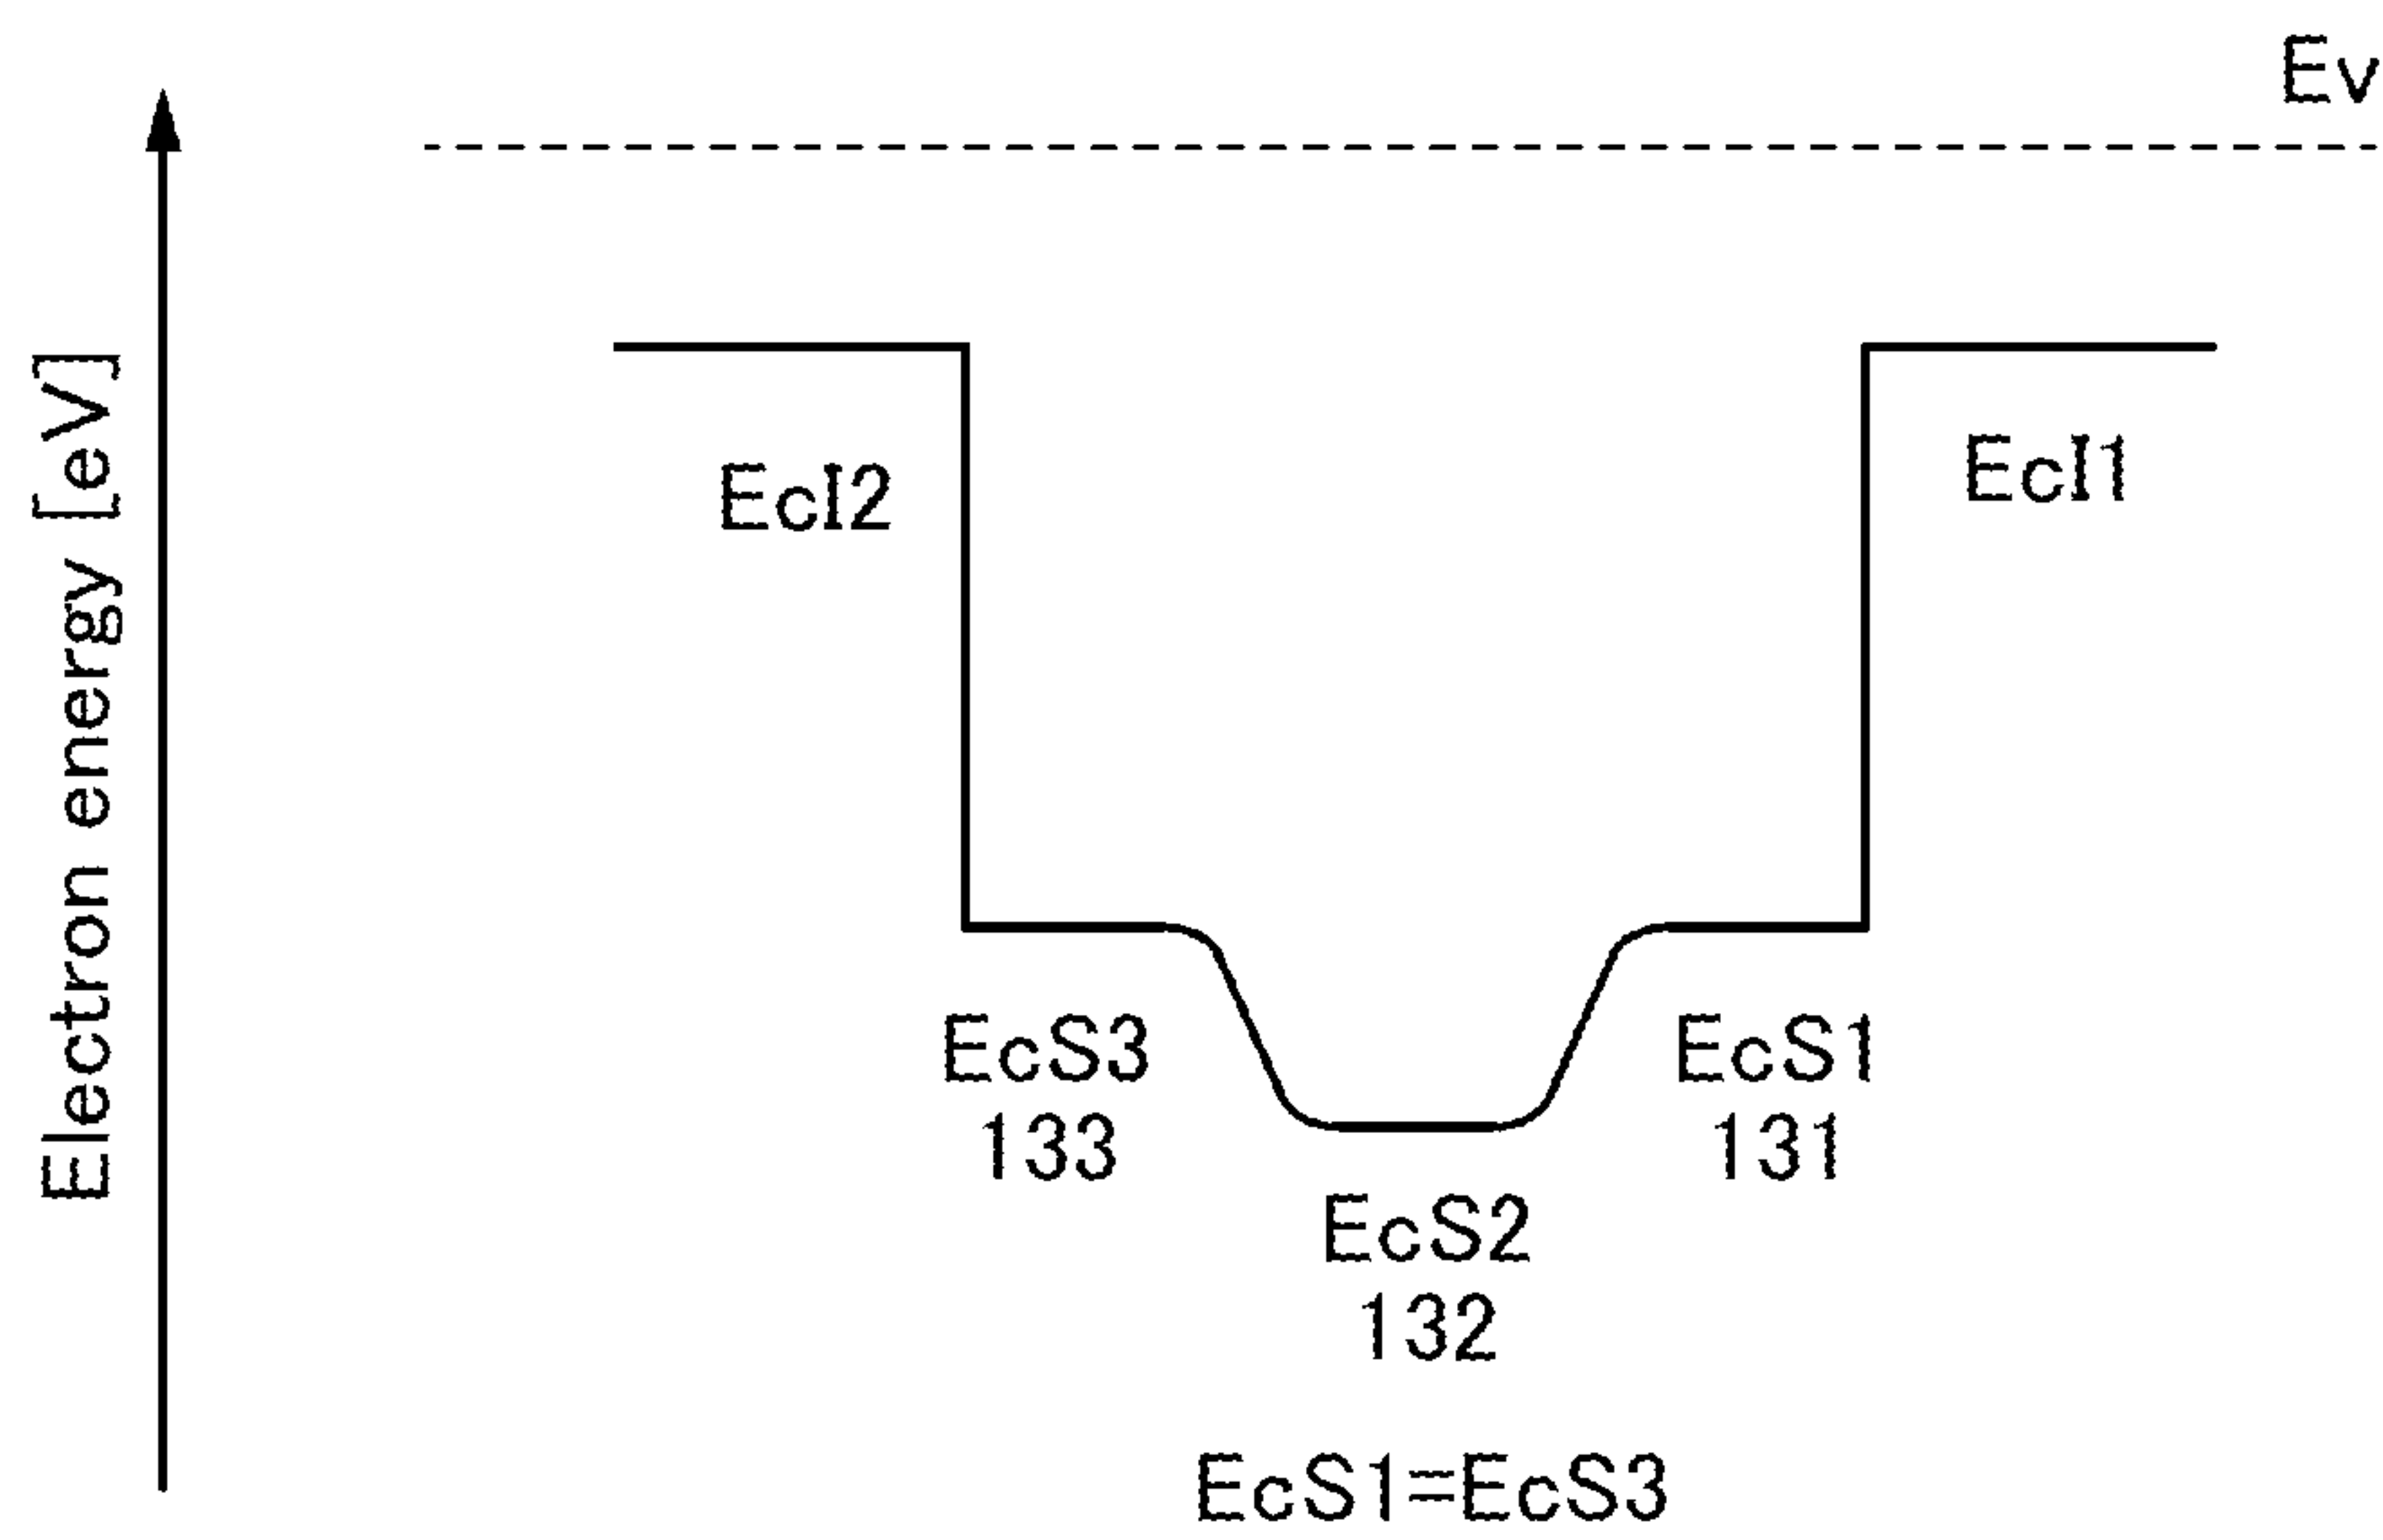 Ev
Electron energy [eV]
EcI2
EcI1
EcS3
133
EcS1
131
EcS2
132
EcS1=EcS3